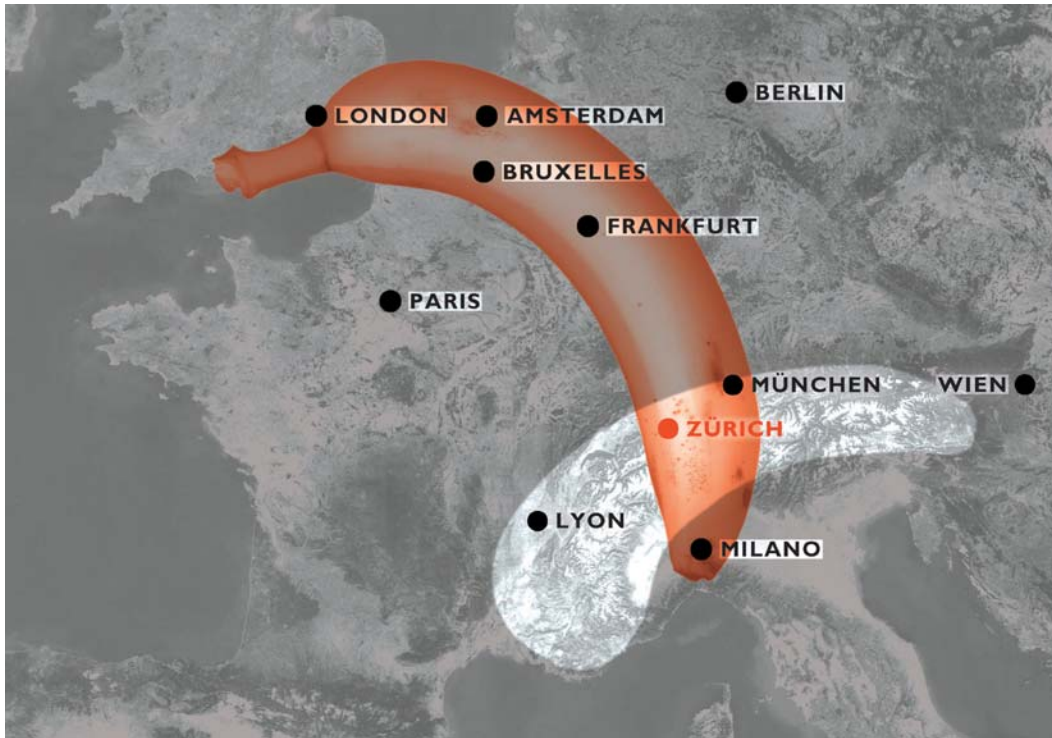 BERLIN
LONDON
AMSTERDAM
BRUXELLES
FRANKFURT
PARIS
MÜNCHEN
WIEN
ZÜRICH
LYON
MILANO